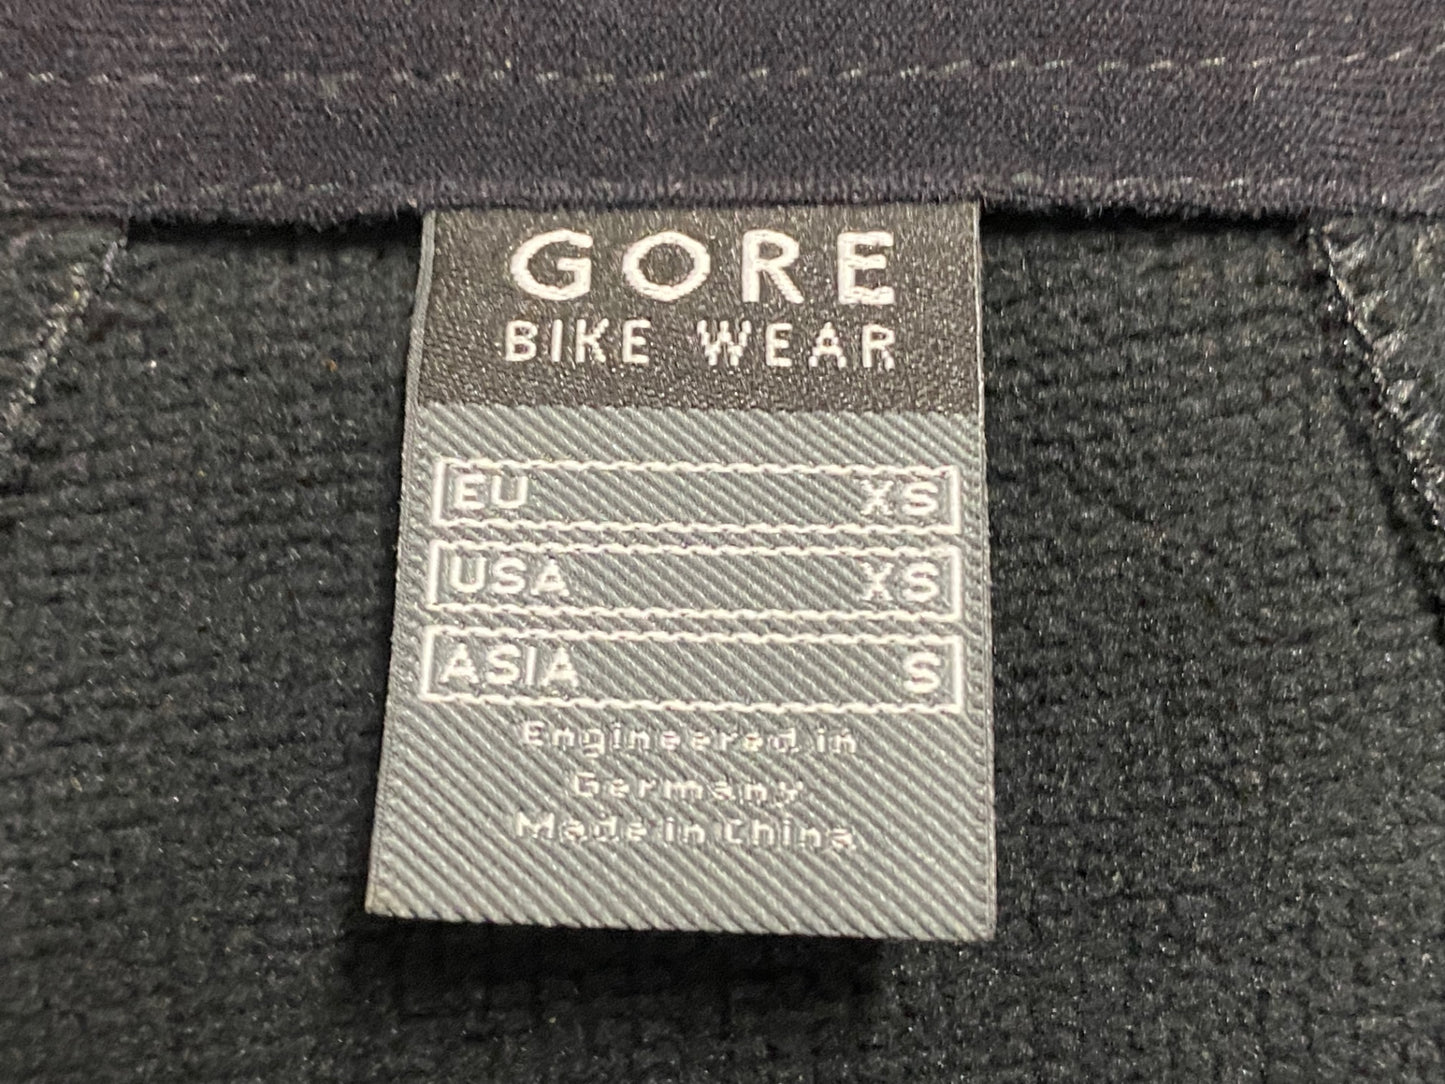 GORE
BIKE WEAR
EU XS
USA XS
ASIA S
Engineered in
Germany
Made in China